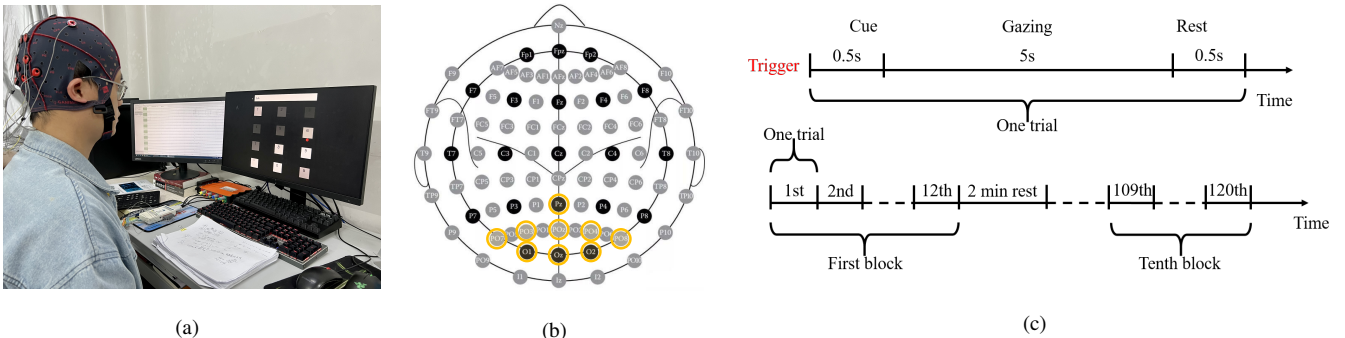 Nz
Fp1 Fpz Fp2
AF7 AF3 AFz AF4 AF8
F9 F7 F5 F3 F1 Fz F2 F4 F6 F8 F10
FT9 FT7 FC5 FC3 FC1 FCz FC2 FC4 FC6 FT8
T9 T7 C5 C3 C1 Cz C2 C4 C6 T8 T10
TP9 TP7 CP5 CP3 CP1 CPz CP2 CP4 CP6 TP8
P9 P7 P5 P3 P1 Pz P2 P4 P6 P8 P10
PO7 PO3 POz PO4 PO8
PO9 O1 Oz O2
I1 Iz I2
Cue Gazing Rest
Trigger 0.5s 5s 0.5s
Time
One trial
One trial
1st 2nd 12th 2 min rest 109th 120th
Time
First block Tenth block
(a) (b) (c)